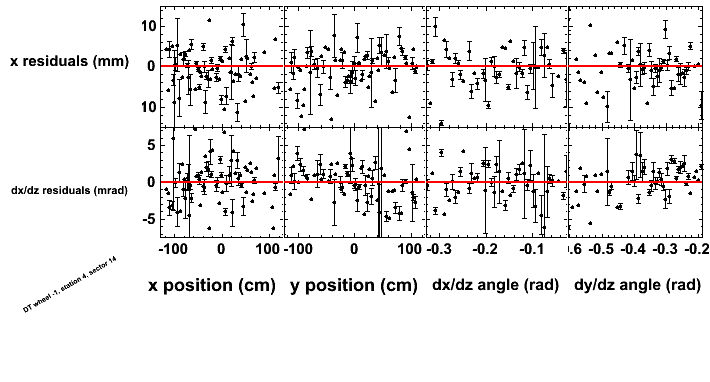 x residuals (mm)
10
0
10
dx/dz residuals (mrad)
5
0
-5
-100 0 100 -100 0 100 -0.3 -0.2 -0.1 .6 -0.5 -0.4 -0.3 -0.2
x position (cm) y position (cm) dx/dz angle (rad) dy/dz angle (rad)
DT wheel -1, station 4, sector 14